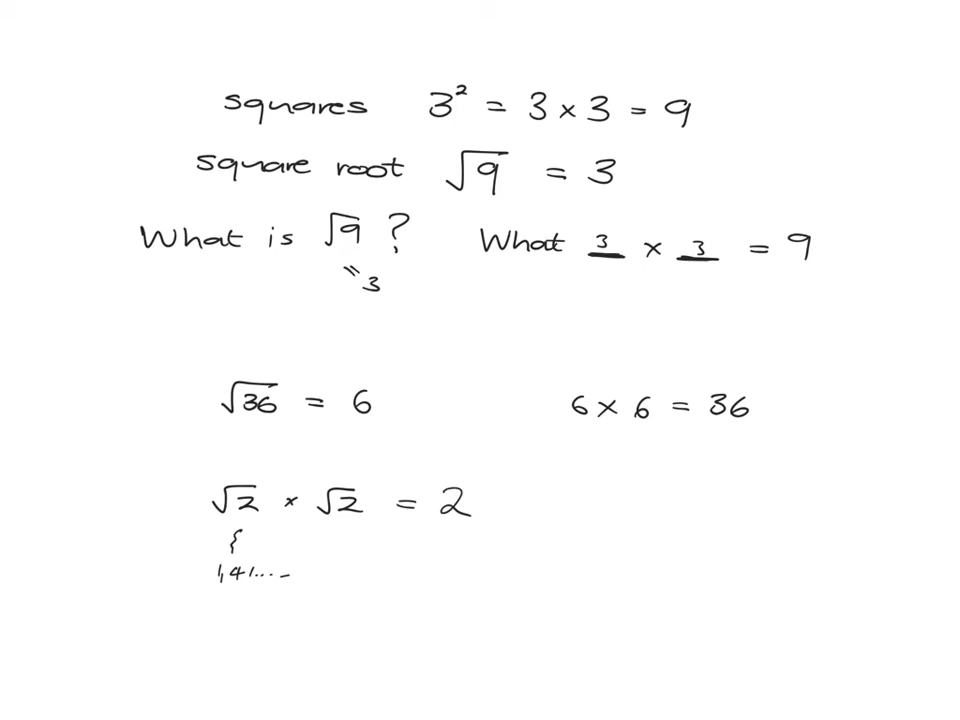 squares 3² = 3 × 3 = 9
square root √9 = 3
What is √9 ? What 3 × 3 = 9
= 3
√36 = 6 6 × 6 = 36
√2 × √2 = 2
{
1,41....-